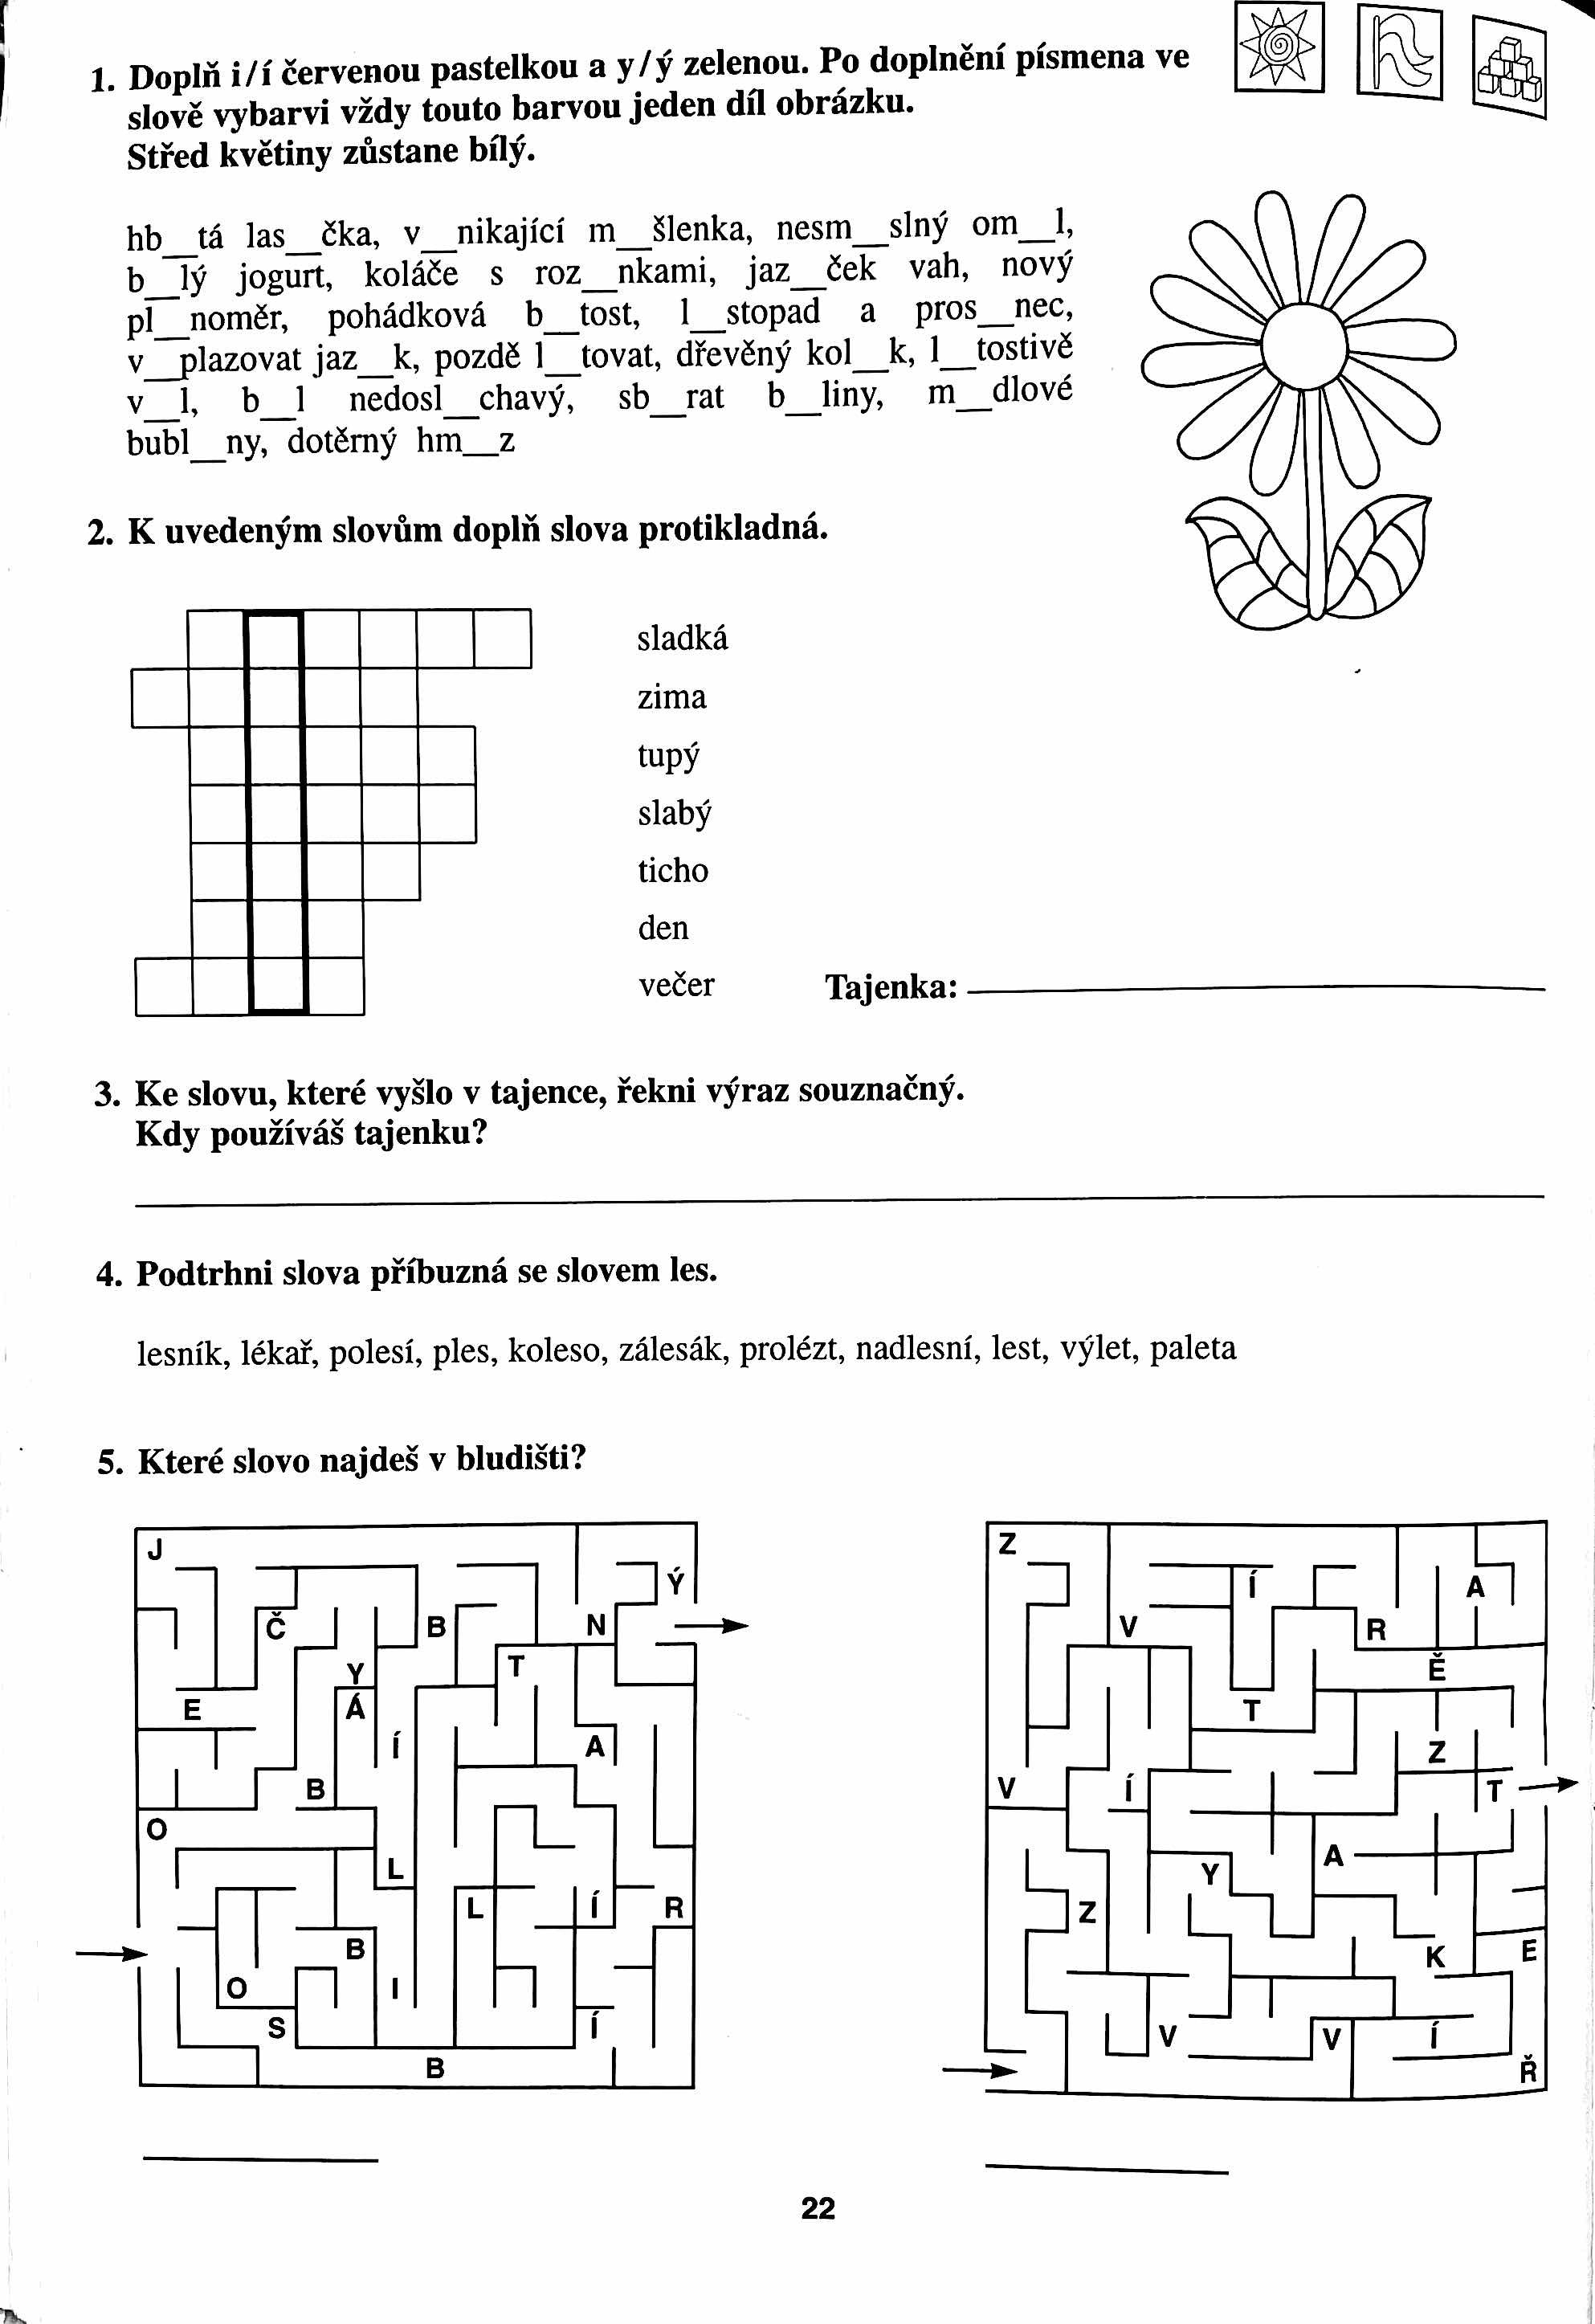 1. Doplň i/í červenou pastelkou a y/ý zelenou. Po doplnění písmena ve
slově vybarvi vždy touto barvou jeden díl obrázku.
Střed květiny zůstane bílý.
hb__tá las__čka, v__nikající m__šlenka, nesm__slný om__l,
b__lý jogurt, koláče s roz__nkami, jaz__ček vah, nový
pl__noměr, pohádková b__tost, l__stopad a pros__nec,
v__plazovat jaz__k, pozdě l__tovat, dřevěný kol__k, l__tostivě
v__l, b__l nedosl__chavý, sb__rat b__liny, m__dlové
bubl__ny, dotěrný hm__z
2. K uvedeným slovům doplň slova protikladná.
sladká
zima
tupý
slabý
ticho
den
večer
Tajenka:
3. Ke slovu, které vyšlo v tajence, řekni výraz souznačný.
Kdy používáš tajenku?
4. Podtrhni slova příbuzná se slovem les.
lesník, lékař, polesí, ples, koleso, zálesák, prolézt, nadlesní, lest, výlet, paleta
5. Které slovo najdeš v bludišti?
J
Ý
Č B N
Y T
E Á
Í A
B
O
L
L Í R
B
O I
S Í
B
Z
Í A
V R
Ě
T
Z
V Í T
A
Y
Z
K E
V V Í
Ř
22